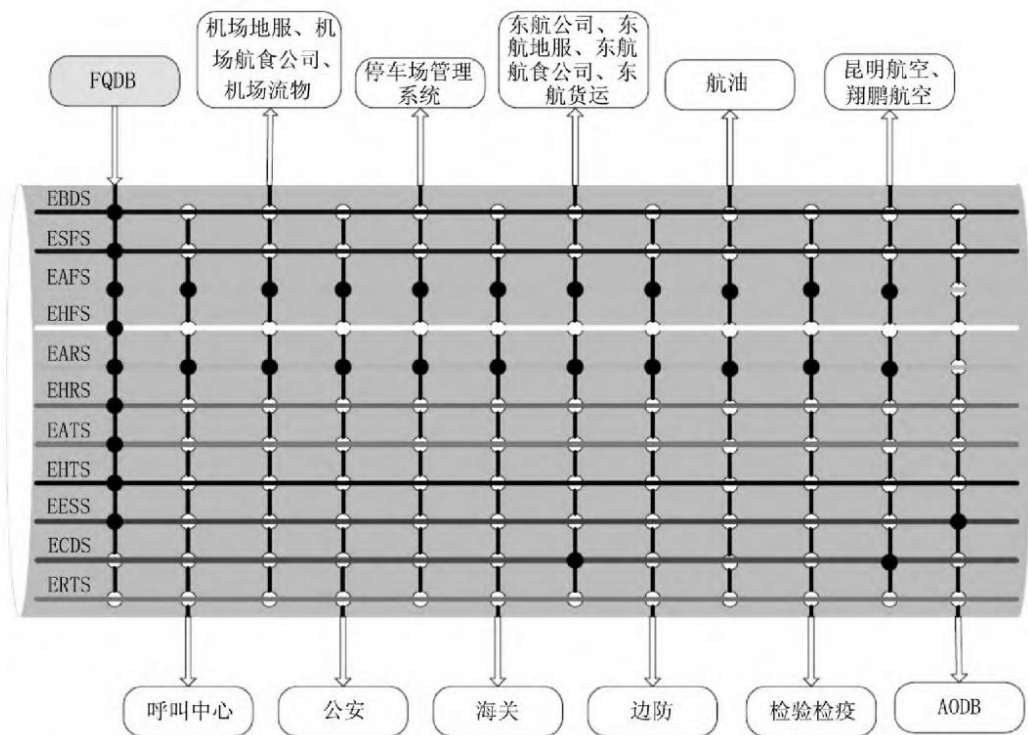 FQDB
机场地服、机
场航食公司、
机场流物
停车场管理
系统
东航公司、东
航地服、东航
航食公司、东
航货运
航油
昆明航空、
翔鹏航空
EBDS
ESFS
EAFS
EHFS
EARS
EHRS
EATS
EHTS
EESS
ECDS
ERTS
呼叫中心
公安
海关
边防
检验检疫
AODB